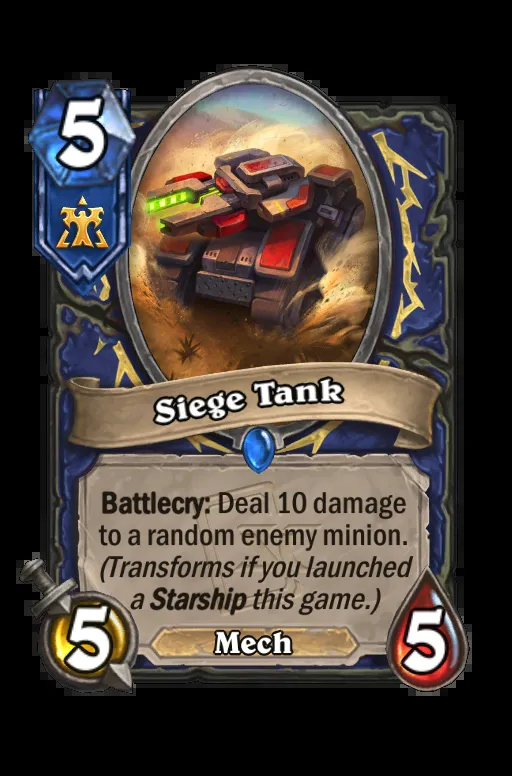 5
Siege Tank
Battlecry: Deal 10 damage
to a random enemy minion.
(Transforms if you launched
a Starship this game.)
5
Mech
5